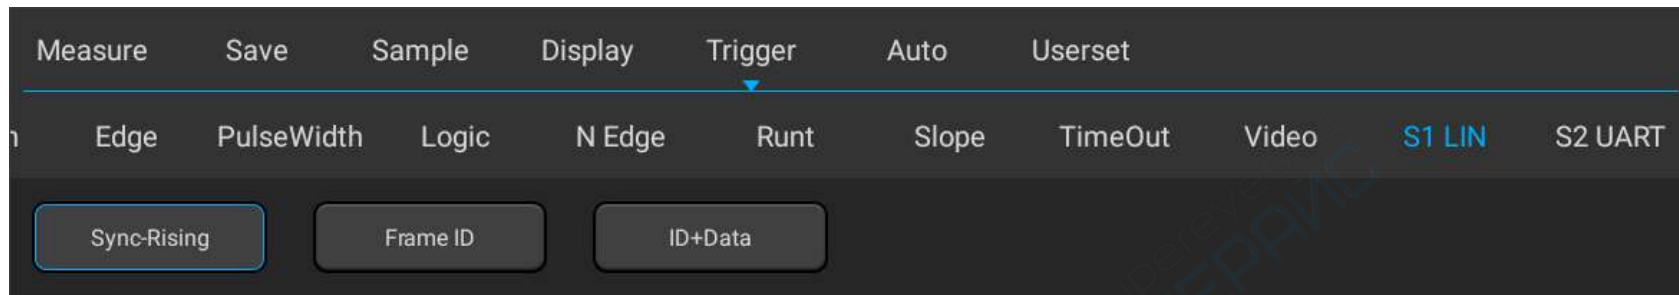 Measure Save Sample Display Trigger Auto Userset
Edge PulseWidth Logic N Edge Runt Slope TimeOut Video S1 LIN S2 UART
Sync-Rising Frame ID ID+Data